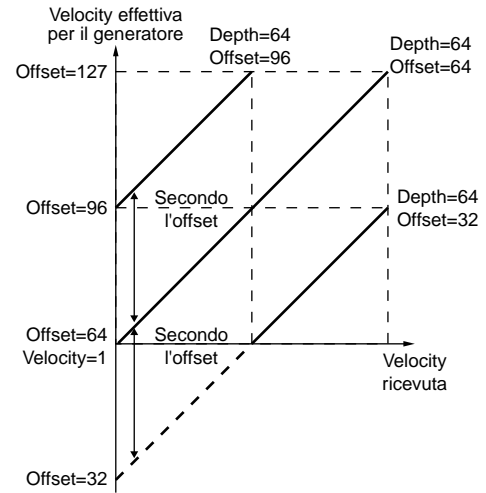 Velocity effettiva
per il generatore
Depth=64
Offset=96
Depth=64
Offset=64
Offset=127
Secondo
l'offset
Depth=64
Offset=32
Offset=96
Offset=64
Velocity=1
Secondo
l'offset
Velocity
ricevuta
Offset=32